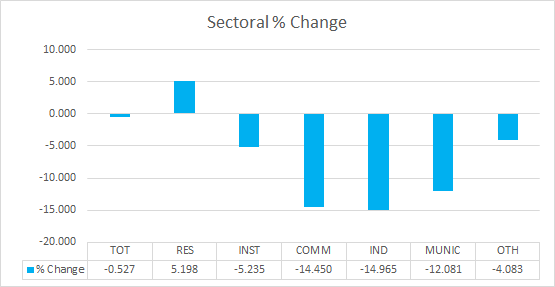 Sectoral % Change
10.000
5.000
0.000
-5.000
-10.000
-15.000
-20.000
TOT RES INST COMM IND MUNIC OTH
% Change -0.527 5.198 -5.235 -14.450 -14.965 -12.081 -4.083